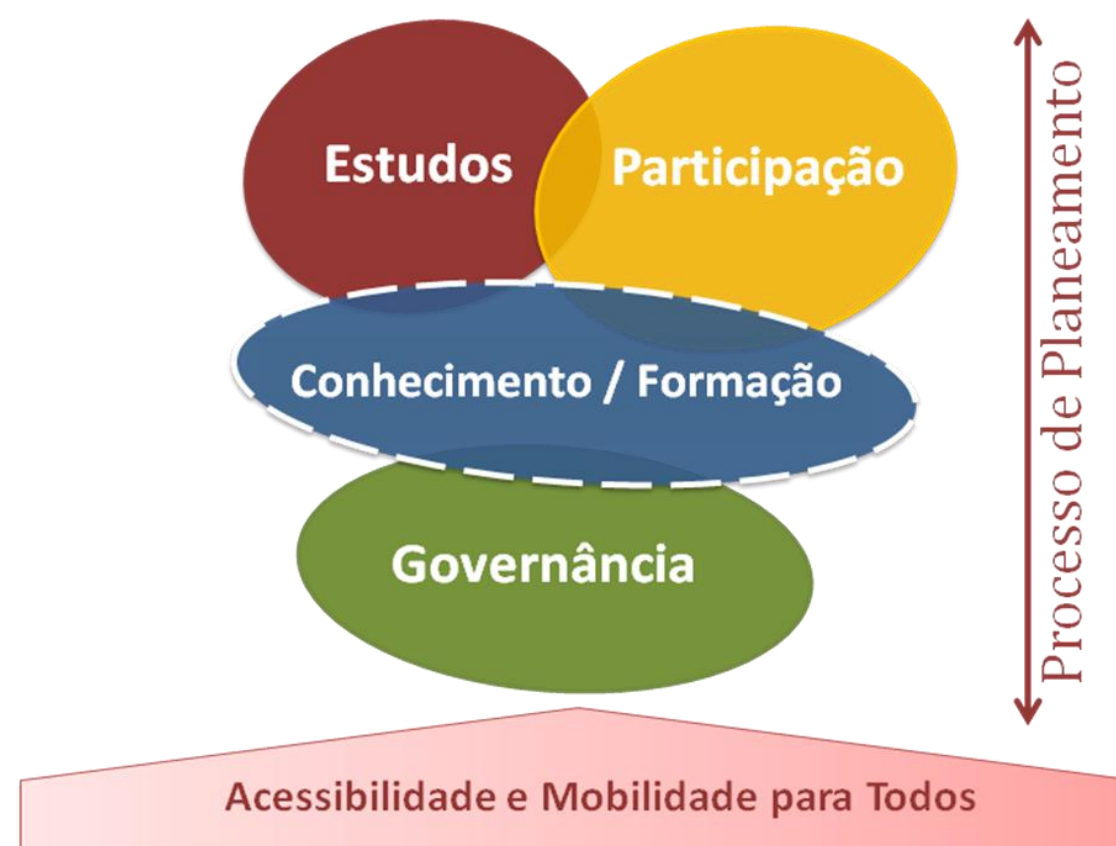 Estudos
Participação
Conhecimento / Formação
Governância
Processo de Planeamento
Acessibilidade e Mobilidade para Todos